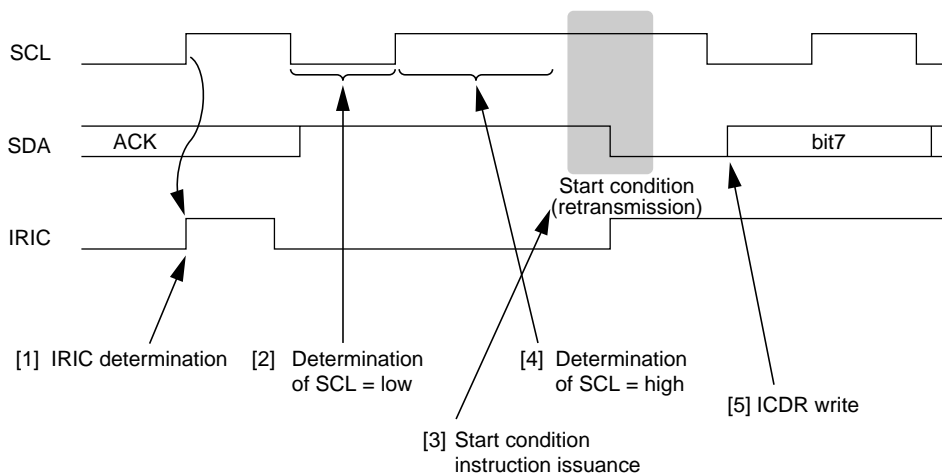 SCL
SDA
ACK
bit7
Start condition
(retransmission)
IRIC
[1] IRIC determination
[2] Determination
of SCL = low
[4] Determination
of SCL = high
[5] ICDR write
[3] Start condition
instruction issuance